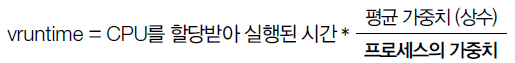 vruntime = CPU를 할당받아 실행된 시간 * 평균 가중치 (상수)
프로세스의 가중치